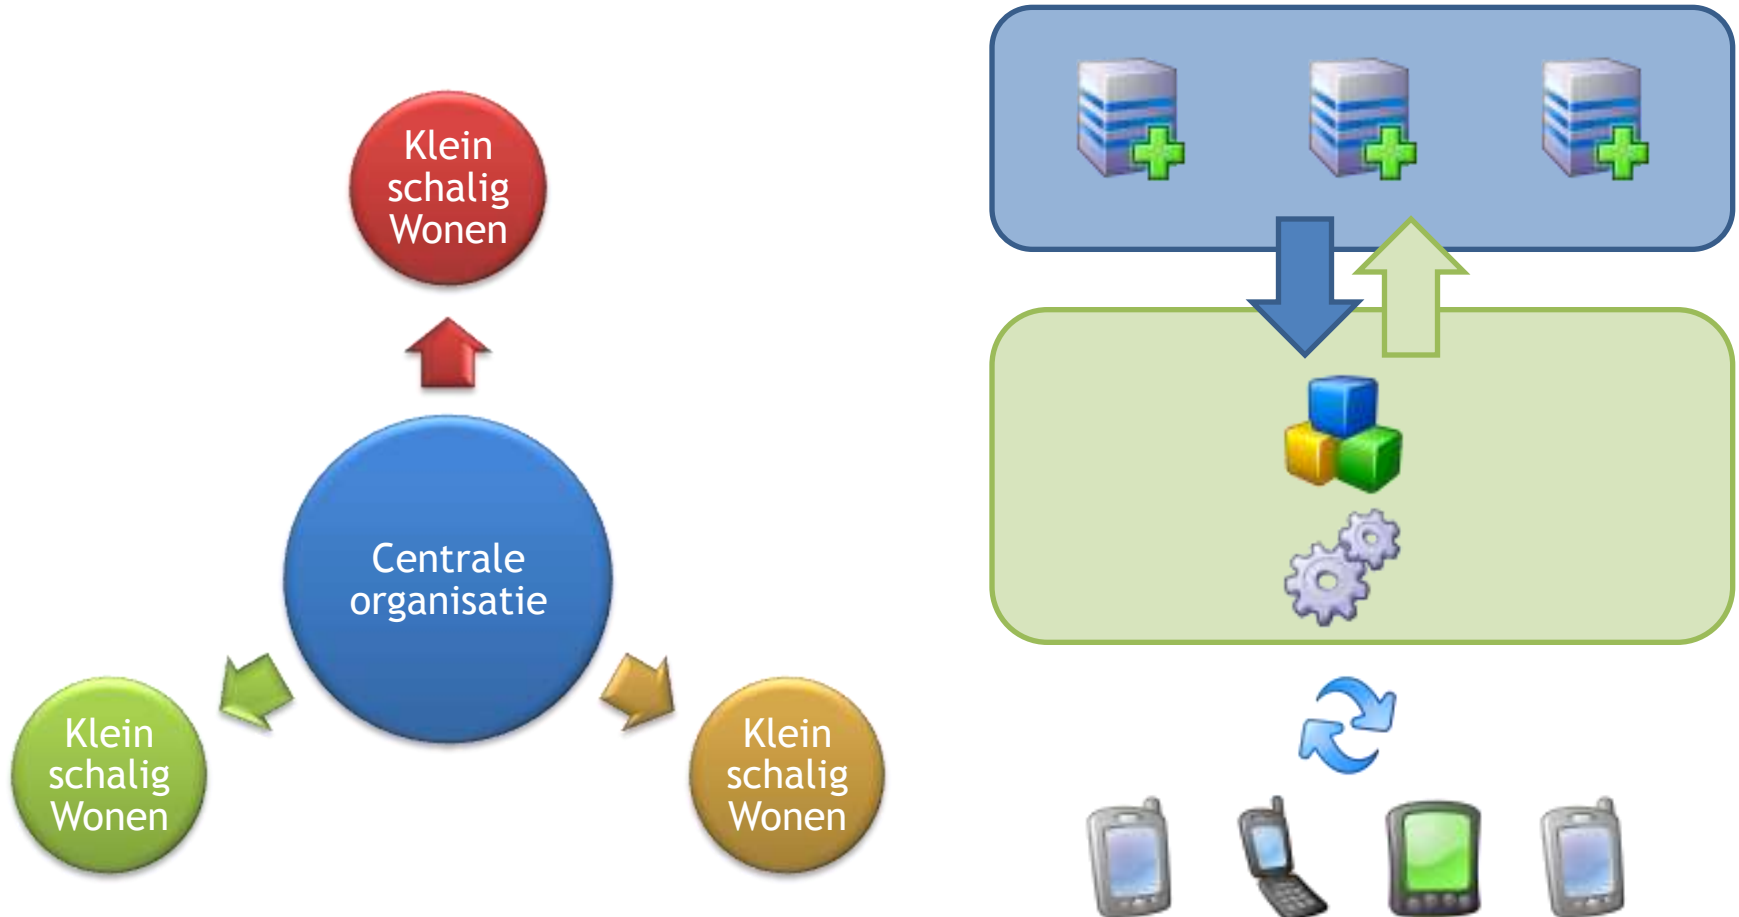 Klein
schalig
Wonen
Centrale
organisatie
Klein
schalig
Wonen
Klein
schalig
Wonen